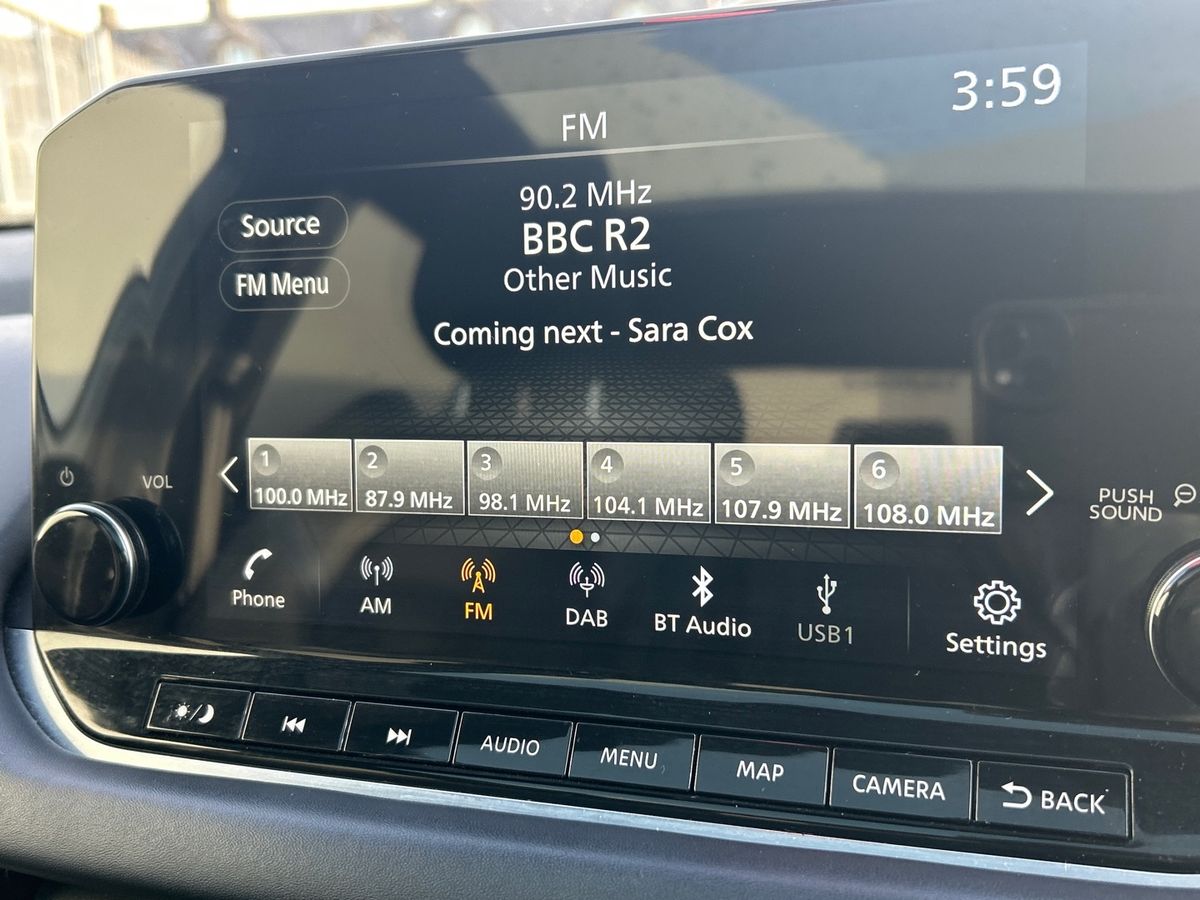 3:59
FM
90.2 MHz
BBC R2
Other Music
Coming next - Sara Cox
Source
FM Menu
VOL
1 2 3 4 5 6
100.0 MHz 87.9 MHz 98.1 MHz 104.1 MHz 107.9 MHz 108.0 MHz
PUSH
SOUND
Phone AM FM DAB BT Audio USB1 Settings
AUDIO MENU MAP CAMERA BACK